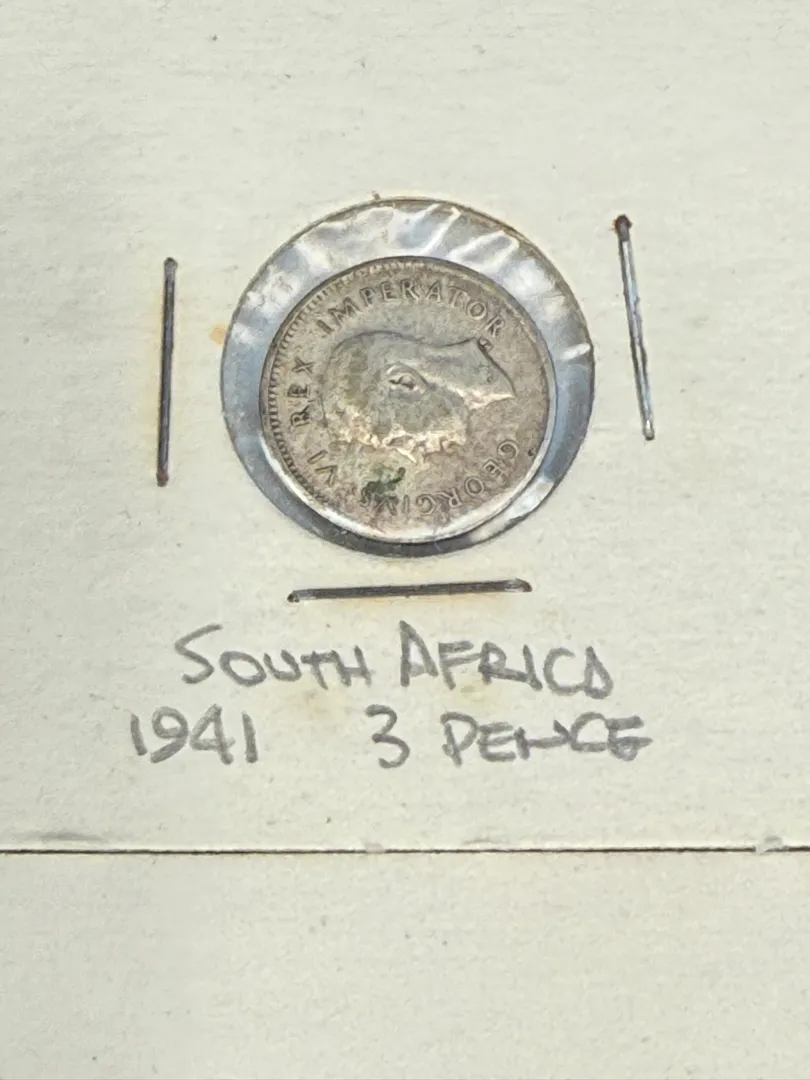 GEORGIVS VI REX IMPERATOR
SOUTH AFRICA
1941 3 PENCE